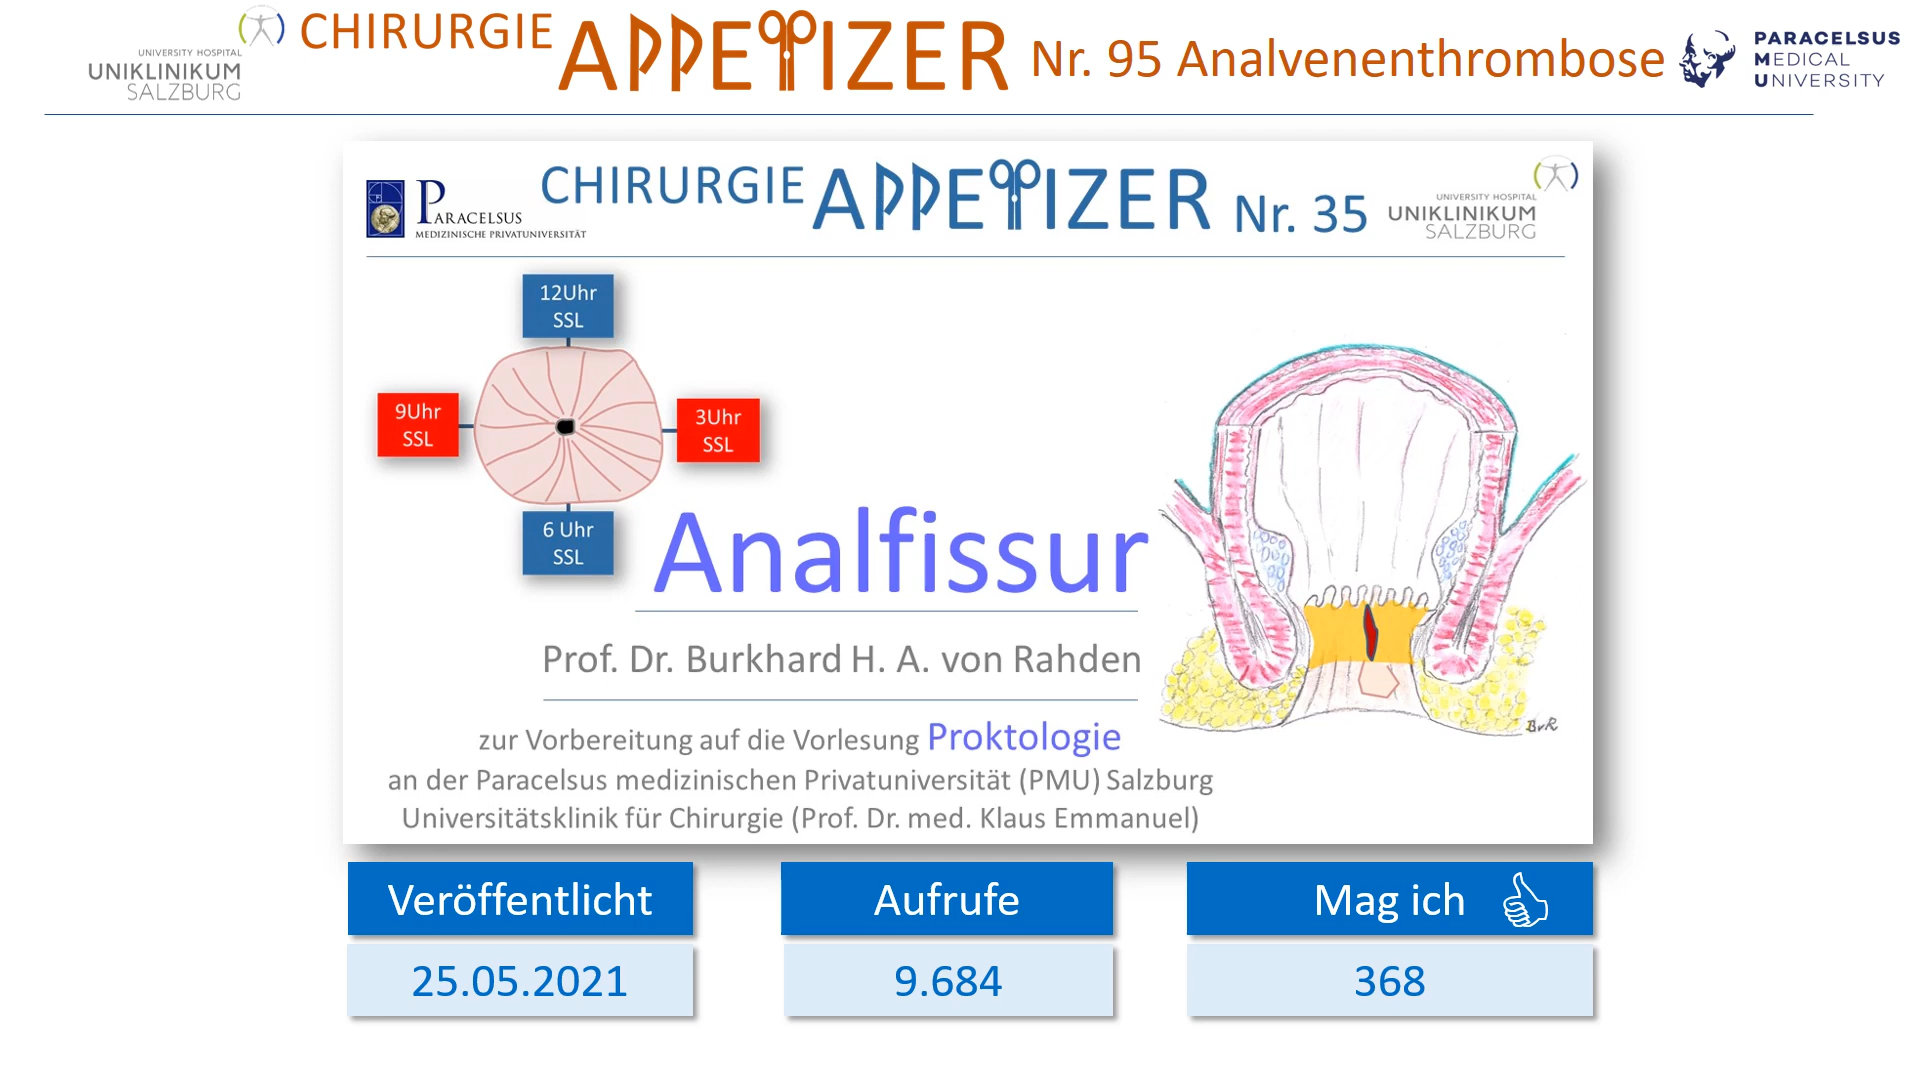 UNIVERSITY HOSPITAL
UNIKLINIKUM
SALZBURG
CHIRURGIE APPETIZER Nr. 95 Analvenenthrombose
PARACELSUS
MEDICAL
UNIVERSITY
PARACELSUS
MEDIZINISCHE PRIVATUNIVERSITÄT
CHIRURGIE APPETIZER Nr. 35
UNIVERSITY HOSPITAL
UNIKLINIKUM
SALZBURG
12Uhr
SSL
9Uhr
SSL
3Uhr
SSL
6 Uhr
SSL
Analfissur
Prof. Dr. Burkhard H. A. von Rahden
zur Vorbereitung auf die Vorlesung Proktologie
an der Paracelsus medizinischen Privatuniversität (PMU) Salzburg
Universitätsklinik für Chirurgie (Prof. Dr. med. Klaus Emmanuel)
BvR
Veröffentlicht
Aufrufe
Mag ich
25.05.2021
9.684
368